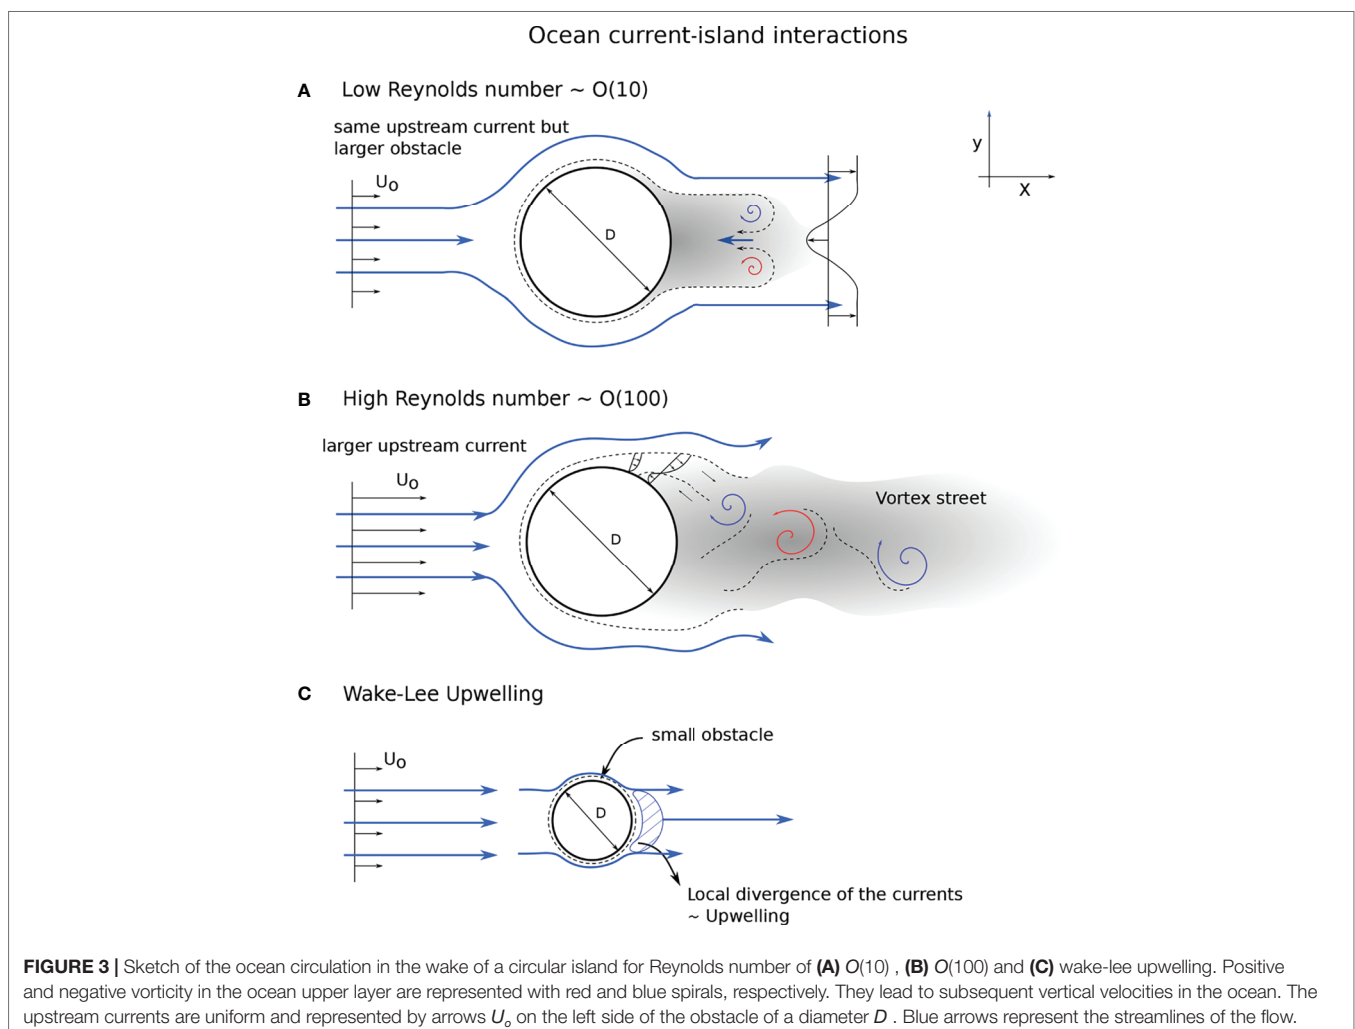 Ocean current-island interactions
A Low Reynolds number ~ O(10)
same upstream current but
larger obstacle
Uo
D
y
x
B High Reynolds number ~ O(100)
larger upstream current
Uo
D
Vortex street
C Wake-Lee Upwelling
small obstacle
Uo
D
Local divergence of the currents
~ Upwelling
FIGURE 3 | Sketch of the ocean circulation in the wake of a circular island for Reynolds number of (A) O(10) , (B) O(100) and (C) wake-lee upwelling. Positive
and negative vorticity in the ocean upper layer are represented with red and blue spirals, respectively. They lead to subsequent vertical velocities in the ocean. The
upstream currents are uniform and represented by arrows Uo on the left side of the obstacle of a diameter D . Blue arrows represent the streamlines of the flow.